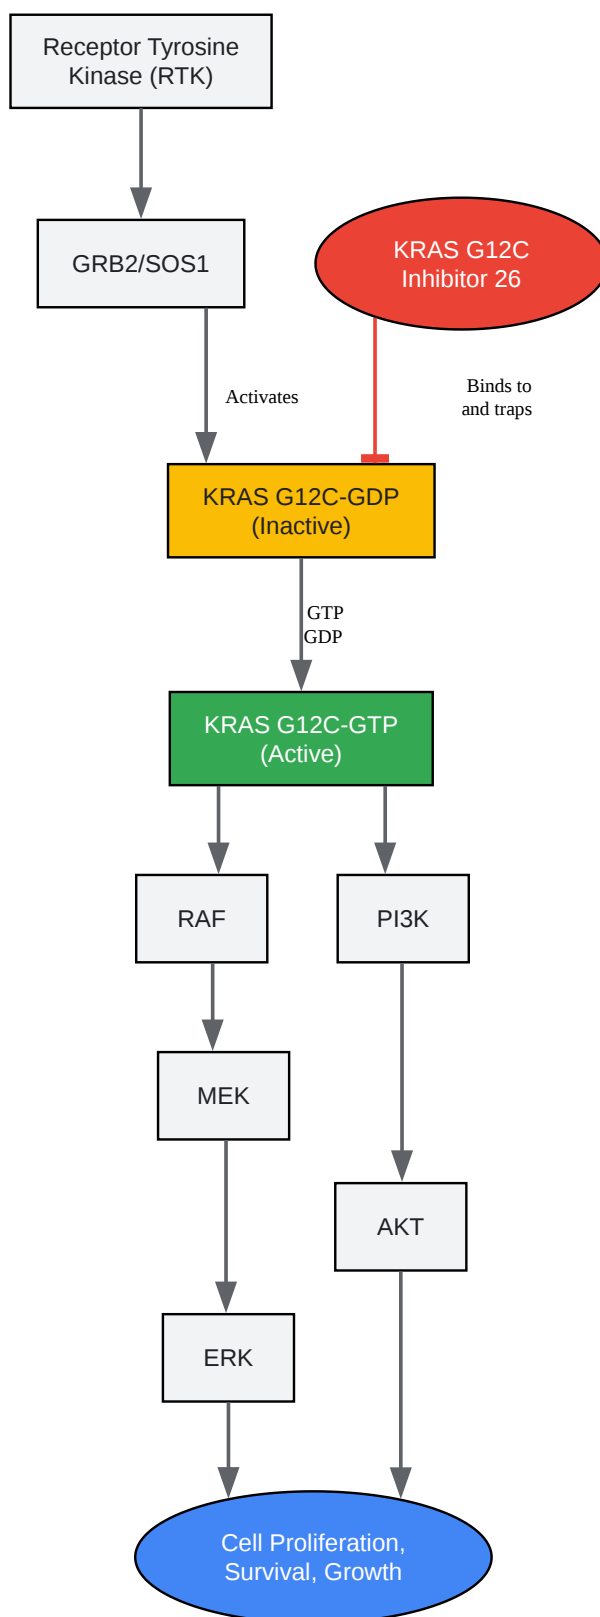 Receptor Tyrosine
Kinase (RTK)
GRB2/SOS1
KRAS G12C
Inhibitor 26
Activates
Binds to
and traps
KRAS G12C-GDP
(Inactive)
GTP
GDP
KRAS G12C-GTP
(Active)
RAF
PI3K
MEK
AKT
ERK
Cell Proliferation,
Survival, Growth